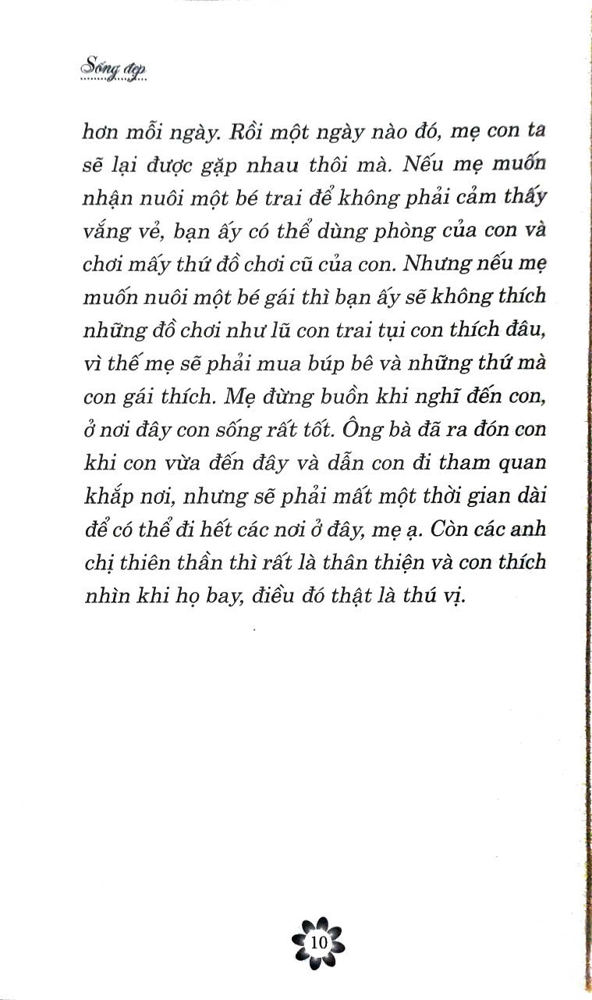 Sống đẹp
hơn mỗi ngày. Rồi một ngày nào đó, mẹ con ta
sẽ lại được gặp nhau thôi mà. Nếu mẹ muốn
nhận nuôi một bé trai để không phải cảm thấy
vắng vẻ, bạn ấy có thể dùng phòng của con và
chơi mấy thứ đồ chơi cũ của con. Nhưng nếu mẹ
muốn nuôi một bé gái thì bạn ấy sẽ không thích
những đồ chơi như lũ con trai tụi con thích đâu,
vì thế mẹ sẽ phải mua búp bê và những thứ mà
con gái thích. Mẹ đừng buồn khi nghĩ đến con,
ở nơi đây con sống rất tốt. Ông bà đã ra đón con
khi con vừa đến đây và dẫn con đi tham quan
khắp nơi, nhưng sẽ phải mất một thời gian dài
để có thể đi hết các nơi ở đây, mẹ ạ. Còn các anh
chị thiên thần thì rất là thân thiện và con thích
nhìn khi họ bay, điều đó thật là thú vị.
10